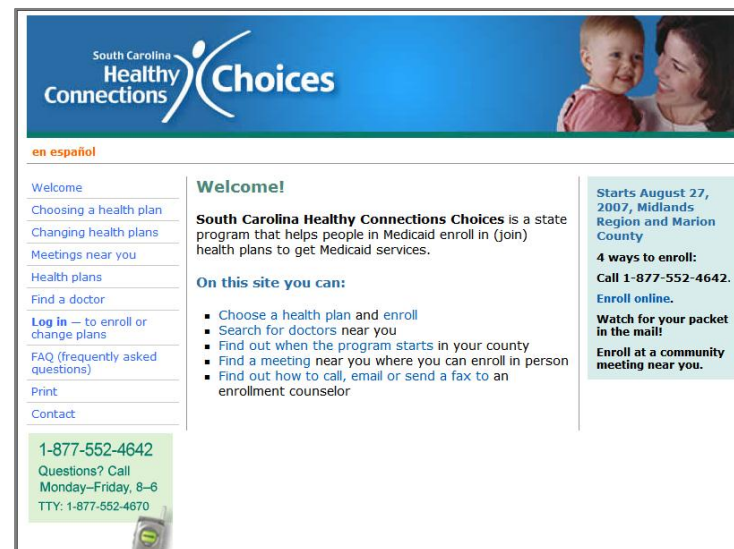 South Carolina
Healthy
Connections
Choices
en español
Welcome
Choosing a health plan
Changing health plans
Meetings near you
Health plans
Find a doctor
Log in — to enroll or
change plans
FAQ (frequently asked
questions)
Print
Contact
1-877-552-4642
Questions? Call
Monday–Friday, 8–6
TTY: 1-877-552-4670
Welcome!
South Carolina Healthy Connections Choices is a state
program that helps people in Medicaid enroll in (join)
health plans to get Medicaid services.
On this site you can:
Choose a health plan and enroll
Search for doctors near you
Find out when the program starts in your county
Find a meeting near you where you can enroll in person
Find out how to call, email or send a fax to an
enrollment counselor
Starts August 27,
2007, Midlands
Region and Marion
County
4 ways to enroll:
Call 1-877-552-4642.
Enroll online.
Watch for your packet
in the mail!
Enroll at a community
meeting near you.